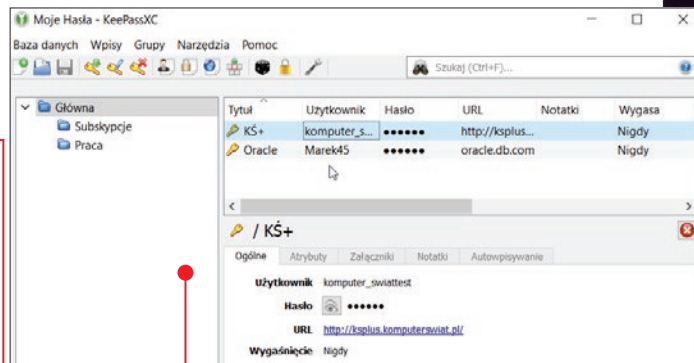 Moje Hasła - KeePassXC
Baza danych Wpisy Grupy Narzędzia Pomoc
Szukaj (Ctrl+F)...
Główna
Subskypcje
Praca
Tytuł Użytkownik Hasło URL Notatki Wygasa
KŚ+ komputer_s... ●●●●●● http://ksplus... Nigdy
Oracle Marek45 ●●●●●● oracle.db.com Nigdy
/ KŚ+
Ogólne Atrybuty Załączniki Notatki Autowpisywanie
Użytkownik komputer_swiattest
Hasło ●●●●●●
URL http://ksplus.komputerswiat.pl/
Wygaśnięcie Nigdy